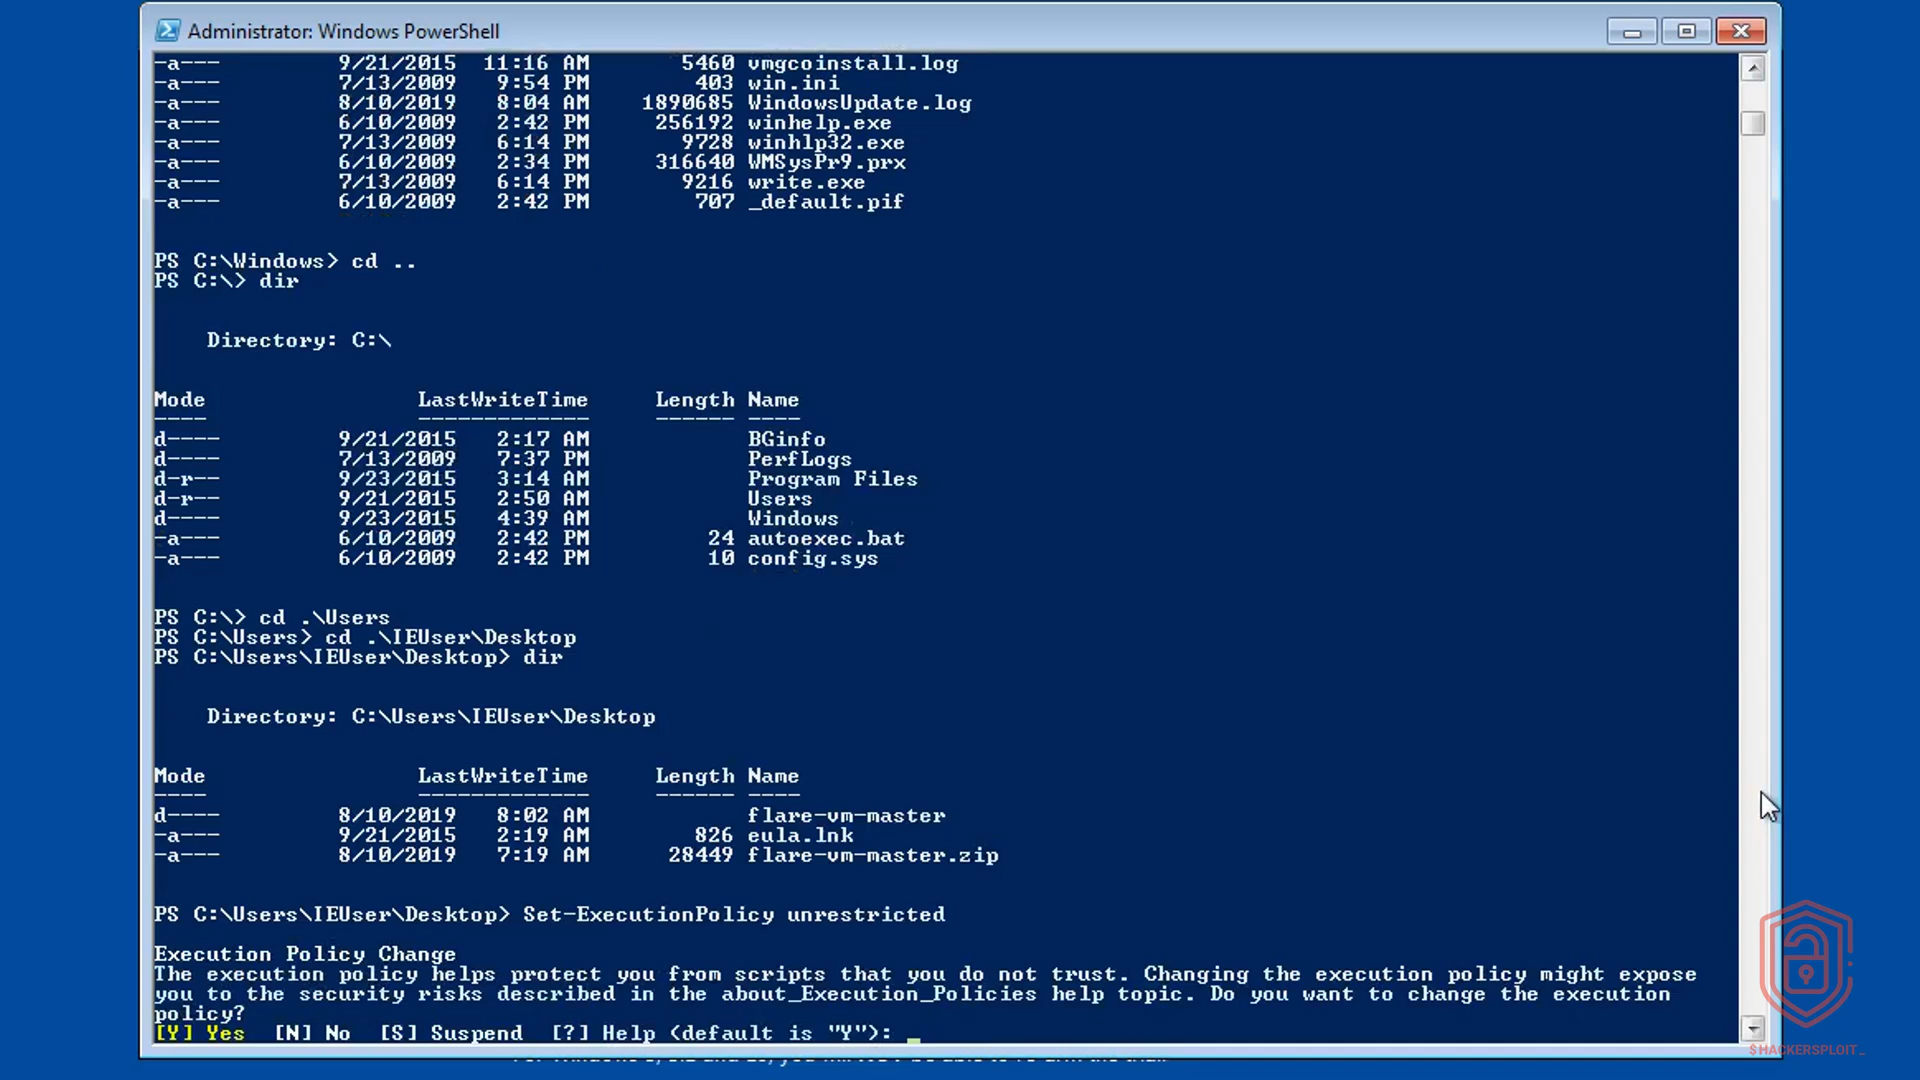 Administrator: Windows PowerShell
-a--- 9/21/2015 11:16 AM 5460 vmgcoinstall.log
-a--- 7/13/2009 9:54 PM 403 win.ini
-a--- 8/10/2019 8:04 AM 1890685 WindowsUpdate.log
-a--- 6/10/2009 2:42 PM 256192 winhelp.exe
-a--- 7/13/2009 6:14 PM 9728 winhlp32.exe
-a--- 6/10/2009 2:34 PM 316640 WMSysPr9.prx
-a--- 7/13/2009 6:14 PM 9216 write.exe
-a--- 6/10/2009 2:42 PM 707 _default.pif
PS C:\Windows> cd ..
PS C:\> dir
Directory: C:\
Mode LastWriteTime Length Name
---- ------------- ------ ----
d---- 9/21/2015 2:17 AM BGinfo
d---- 7/13/2009 7:37 PM PerfLogs
d-r-- 9/23/2015 3:14 AM Program Files
d-r-- 9/21/2015 2:50 AM Users
d---- 9/23/2015 4:39 AM Windows
-a--- 6/10/2009 2:42 PM 24 autoexec.bat
-a--- 6/10/2009 2:42 PM 10 config.sys
PS C:\> cd .\Users
PS C:\Users> cd .\IEUser\Desktop
PS C:\Users\IEUser\Desktop> dir
Directory: C:\Users\IEUser\Desktop
Mode LastWriteTime Length Name
---- ------------- ------ ----
d---- 8/10/2019 8:02 AM flare-vm-master
-a--- 9/21/2015 2:19 AM 826 eula.lnk
-a--- 8/10/2019 7:19 AM 28449 flare-vm-master.zip
PS C:\Users\IEUser\Desktop> Set-ExecutionPolicy unrestricted
Execution Policy Change
The execution policy helps protect you from scripts that you do not trust. Changing the execution policy might expose
you to the security risks described in the about_Execution_Policies help topic. Do you want to change the execution
policy?
[Y] Yes [N] No [S] Suspend [?] Help (default is "Y"):
$HACKERSPLOIT_